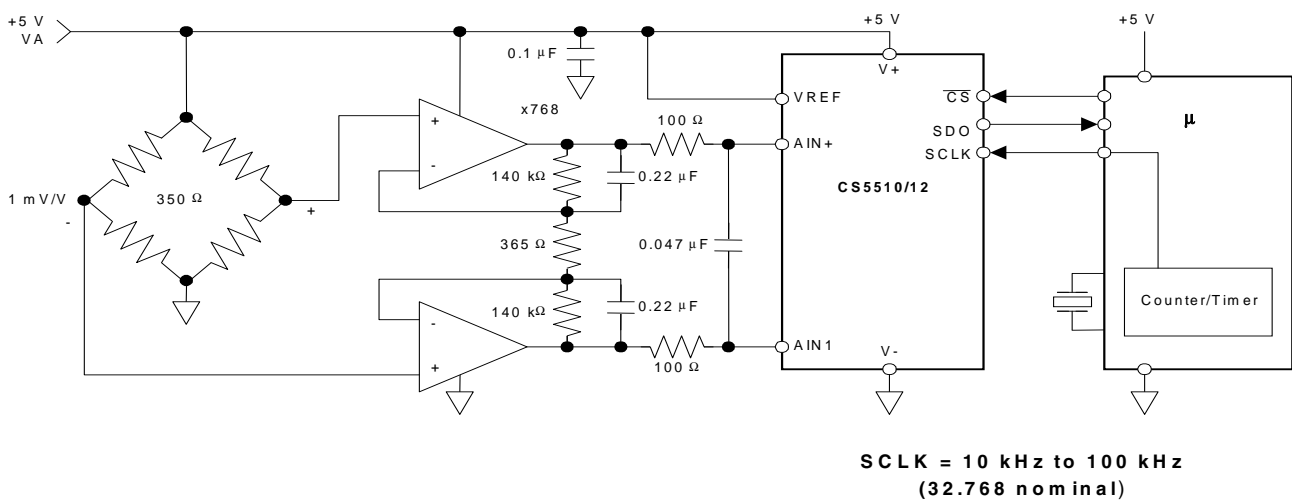 +5 V
VA
+5 V
+5 V
0.1 µF
V+
x768
VREF
CS
µ
+
-
100 Ω
AIN+
SDO
SCLK
140 kΩ
0.22 µF
1 mV/V
-
350 Ω
+
CS5510/12
365 Ω
0.047 µF
140 kΩ
0.22 µF
Counter/Timer
-
+
100 Ω
AIN1
V-
SCLK = 10 kHz to 100 kHz
(32.768 nominal)